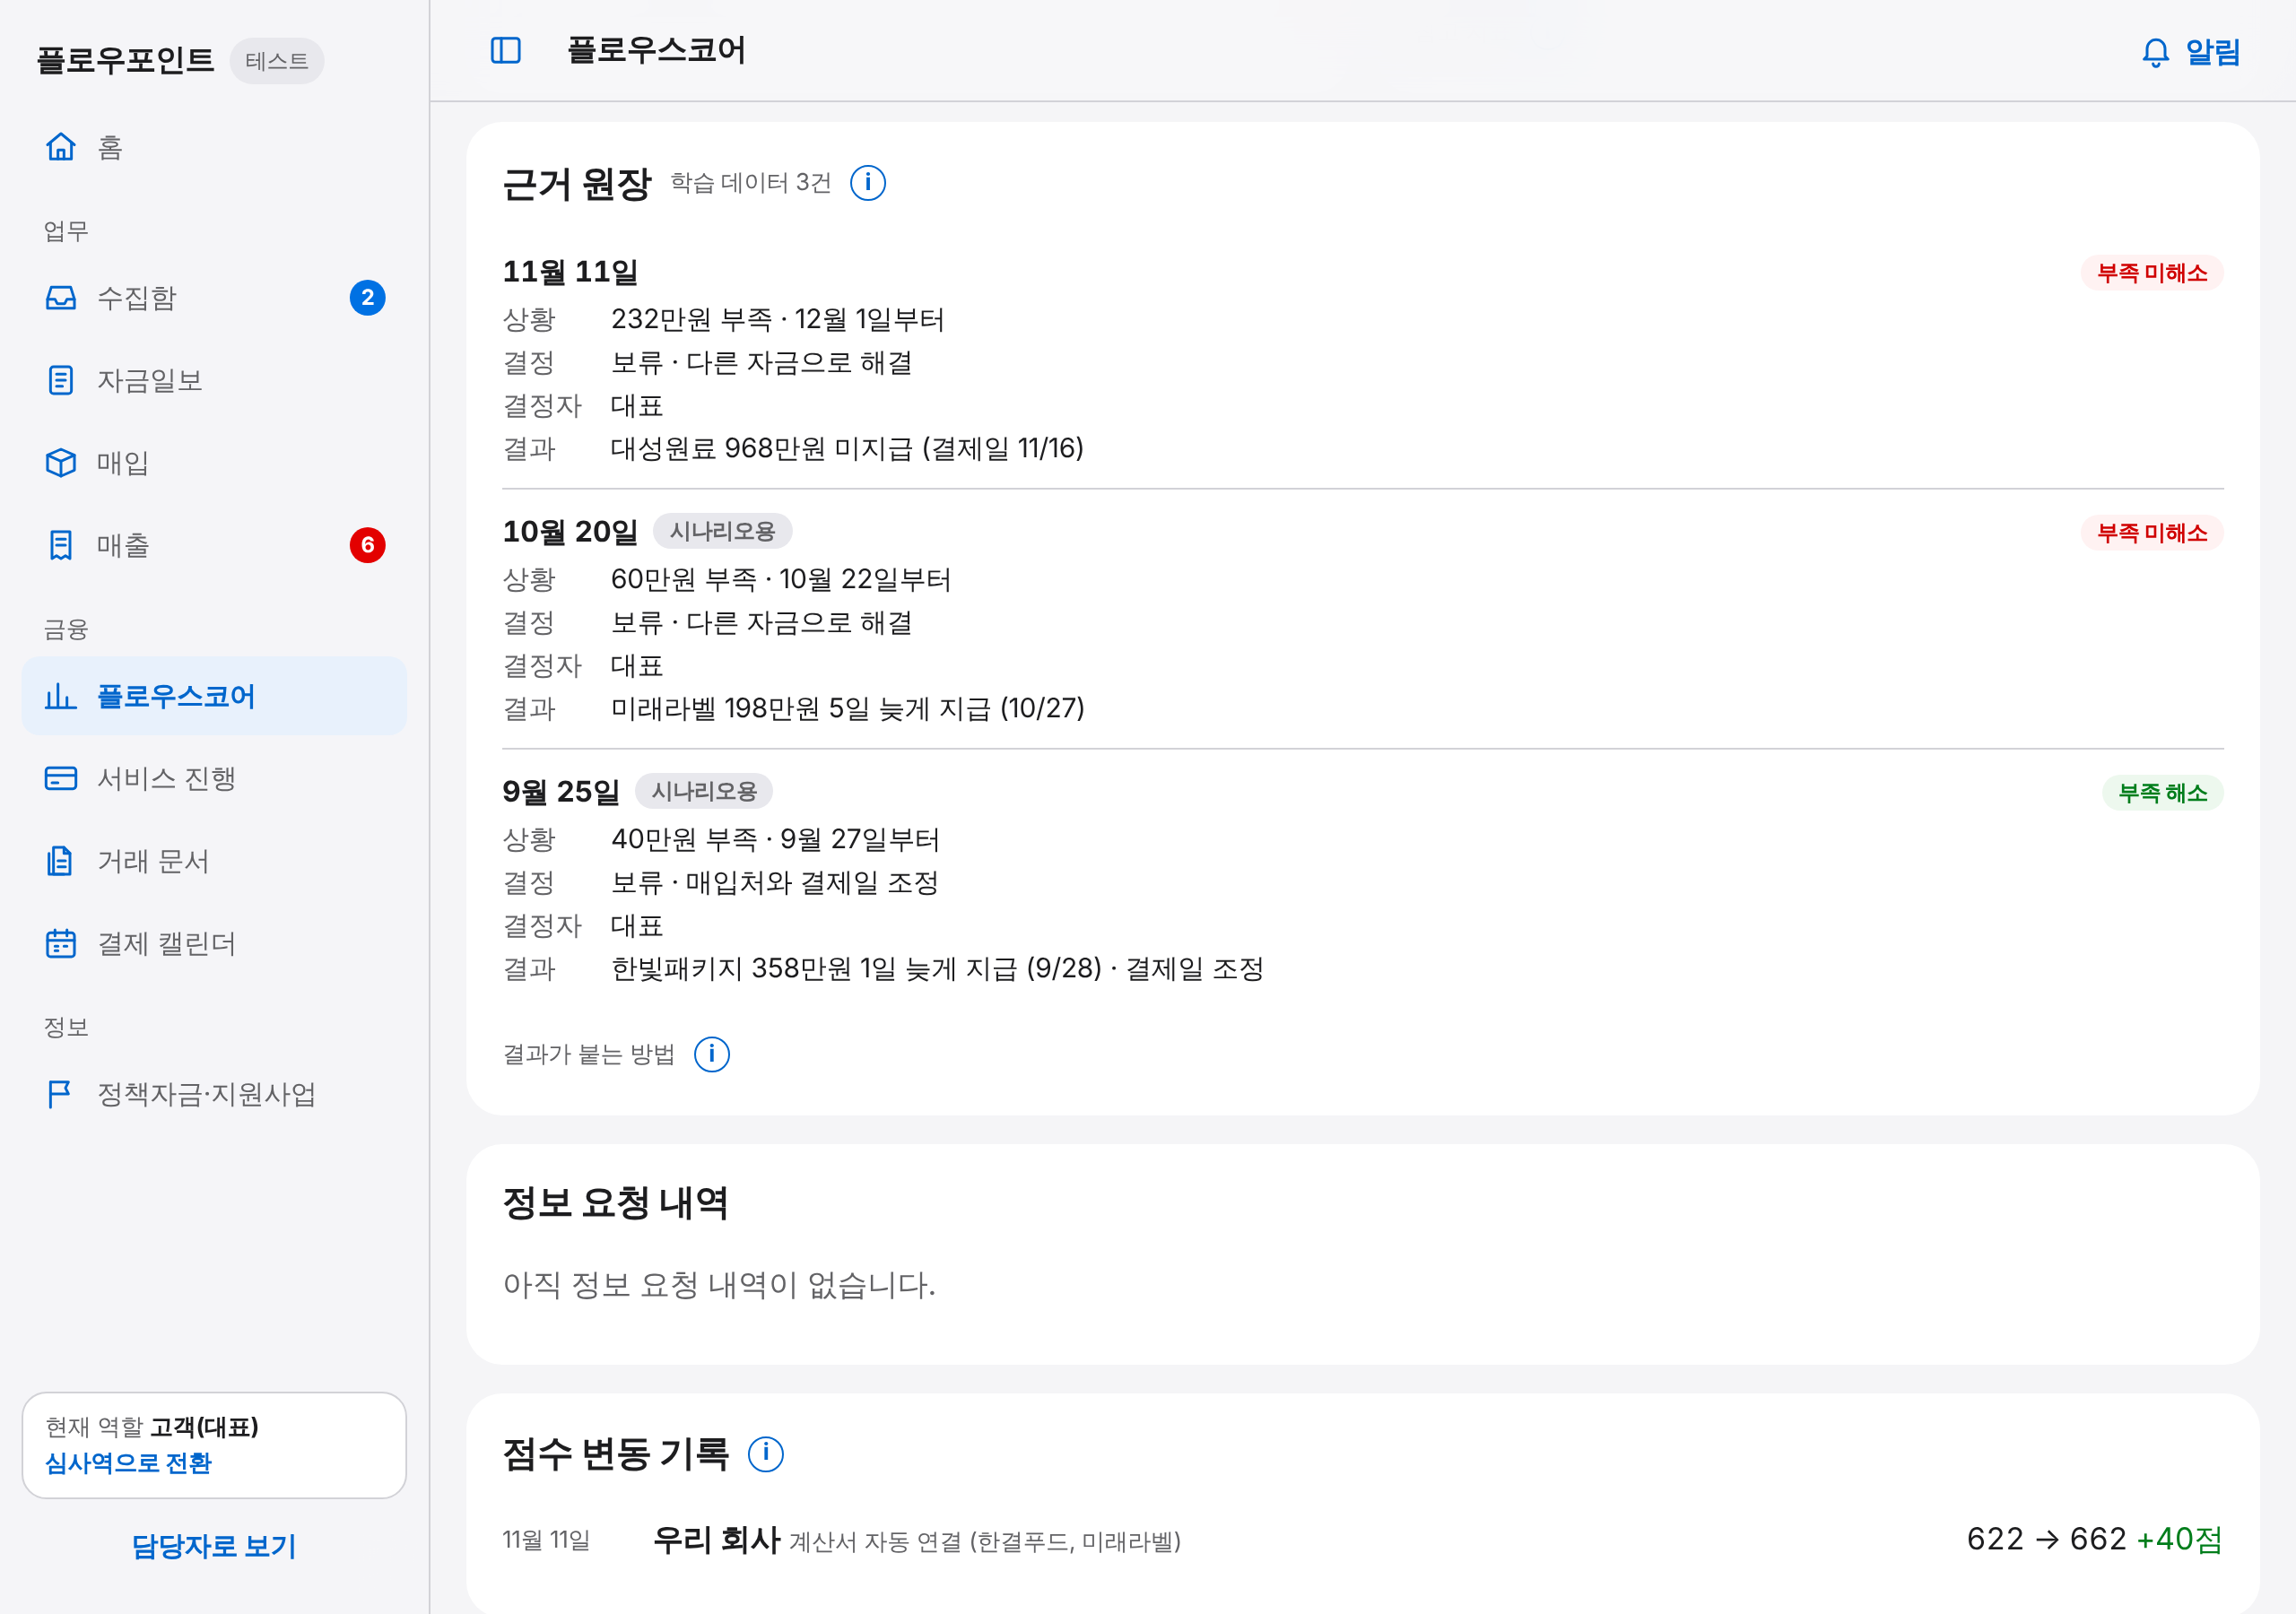 플로우포인트 테스트
홈
업무
수집함 2
자금일보
매입
매출 6
금융
플로우스코어
서비스 진행
거래 문서
결제 캘린더
정보
정책자금·지원사업
현재 역할 고객(대표)
심사역으로 전환
담당자로 보기
플로우스코어
알림
근거 원장 학습 데이터 3건 i
11월 11일 부족 미해소
상황 232만원 부족 · 12월 1일부터
결정 보류 · 다른 자금으로 해결
결정자 대표
결과 대성원료 968만원 미지급 (결제일 11/16)
10월 20일 시나리오용 부족 미해소
상황 60만원 부족 · 10월 22일부터
결정 보류 · 다른 자금으로 해결
결정자 대표
결과 미래라벨 198만원 5일 늦게 지급 (10/27)
9월 25일 시나리오용 부족 해소
상황 40만원 부족 · 9월 27일부터
결정 보류 · 매입처와 결제일 조정
결정자 대표
결과 한빛패키지 358만원 1일 늦게 지급 (9/28) · 결제일 조정
결과가 붙는 방법 i
정보 요청 내역
아직 정보 요청 내역이 없습니다.
점수 변동 기록 i
11월 11일 우리 회사 계산서 자동 연결 (한결푸드, 미래라벨) 622 → 662 +40점